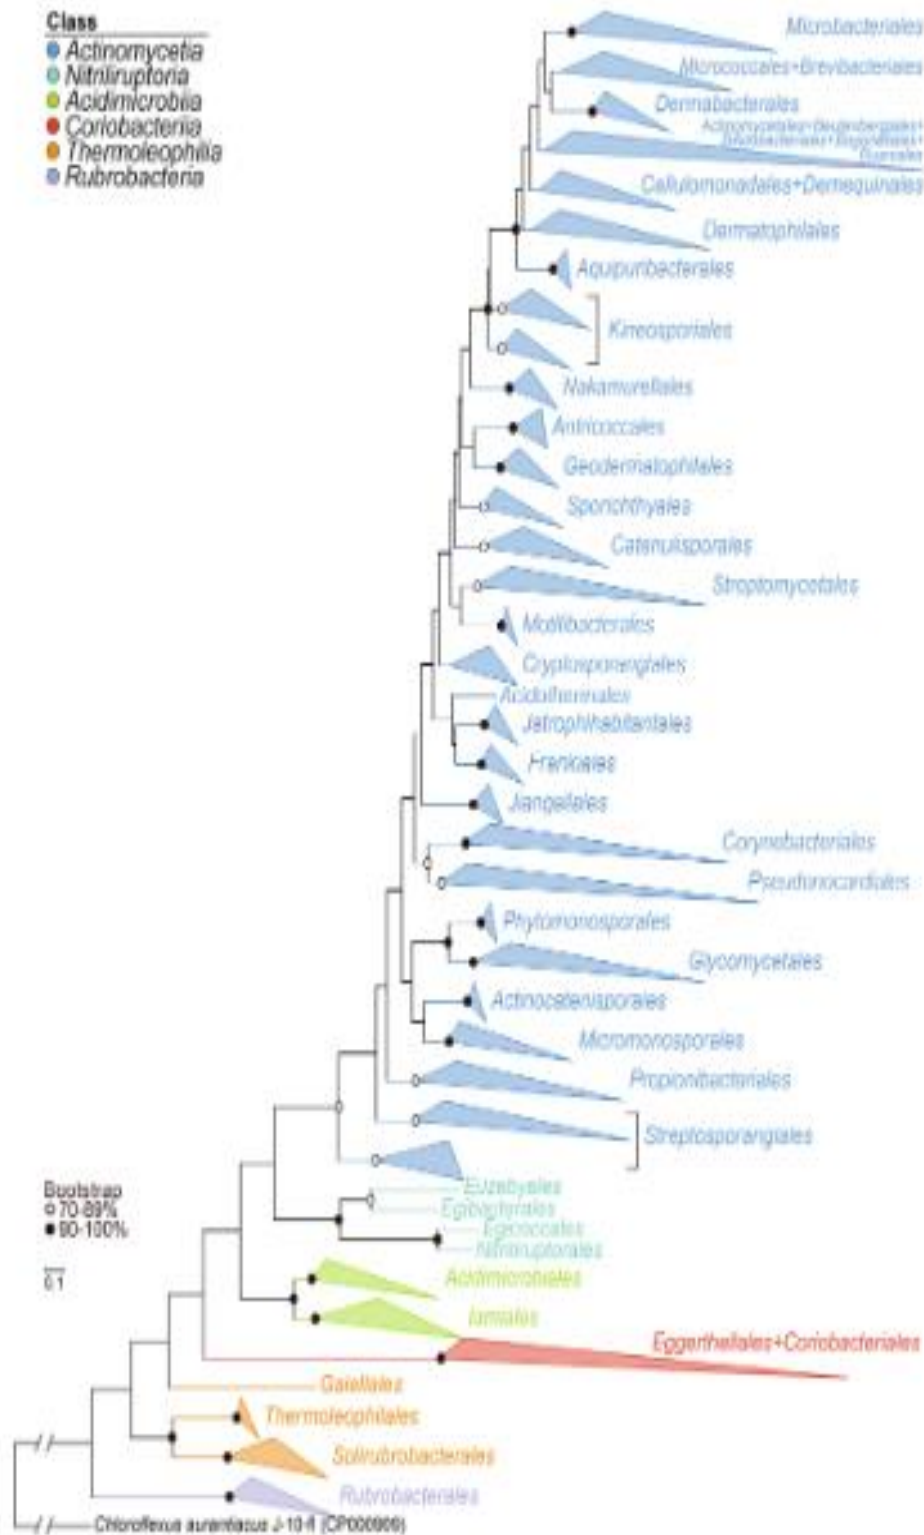 Class
Actinomycetia
Nitriliruptoria
Acidimicrobiia
Coriobacteriia
Thermoleophilia
Rubrobacteria
Microbacteriales
Micrococcales+Brevibacteriales
Dermabacterales
Cellulomonadales+Demequinales
Dermatophilales
Aquipuribacterales
Kineosporiales
Nakamurellales
Antricoccales
Geodermatophilales
Sporichthyales
Catenulisporales
Streptomycetales
Motilibacterales
Cryptosporangiales
Acidothermales
Jatrophihabitantales
Frankiales
Jiangellales
Corynebacteriales
Pseudonocardiales
Phytomonosporales
Glycomycetales
Actinocatenisporales
Micromonosporales
Propionibacteriales
Streptosporangiales
Euzebyales
Egibacterales
Egicoccales
Nitriliruptorales
Bootstrap
70-89%
90-100%
0.1
Acidimicrobiales
Iamiales
Eggerthellales+Coriobacteriales
Gaiellales
Thermoleophilales
Solirubrobacterales
Rubrobacterales
Chloroflexus aurantiacus J-10-fl (CP000909)